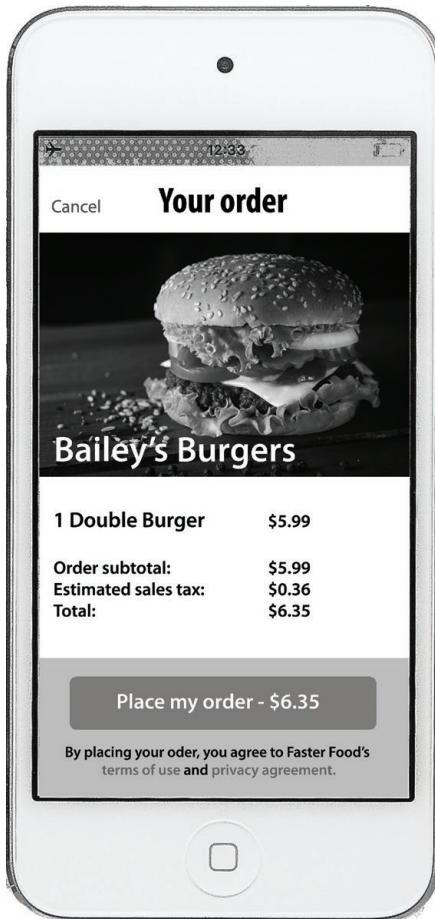 12:33
Cancel Your order
Bailey's Burgers
1 Double Burger $5.99
Order subtotal: $5.99
Estimated sales tax: $0.36
Total: $6.35
Place my order - $6.35
By placing your oder, you agree to Faster Food's
terms of use and privacy agreement.